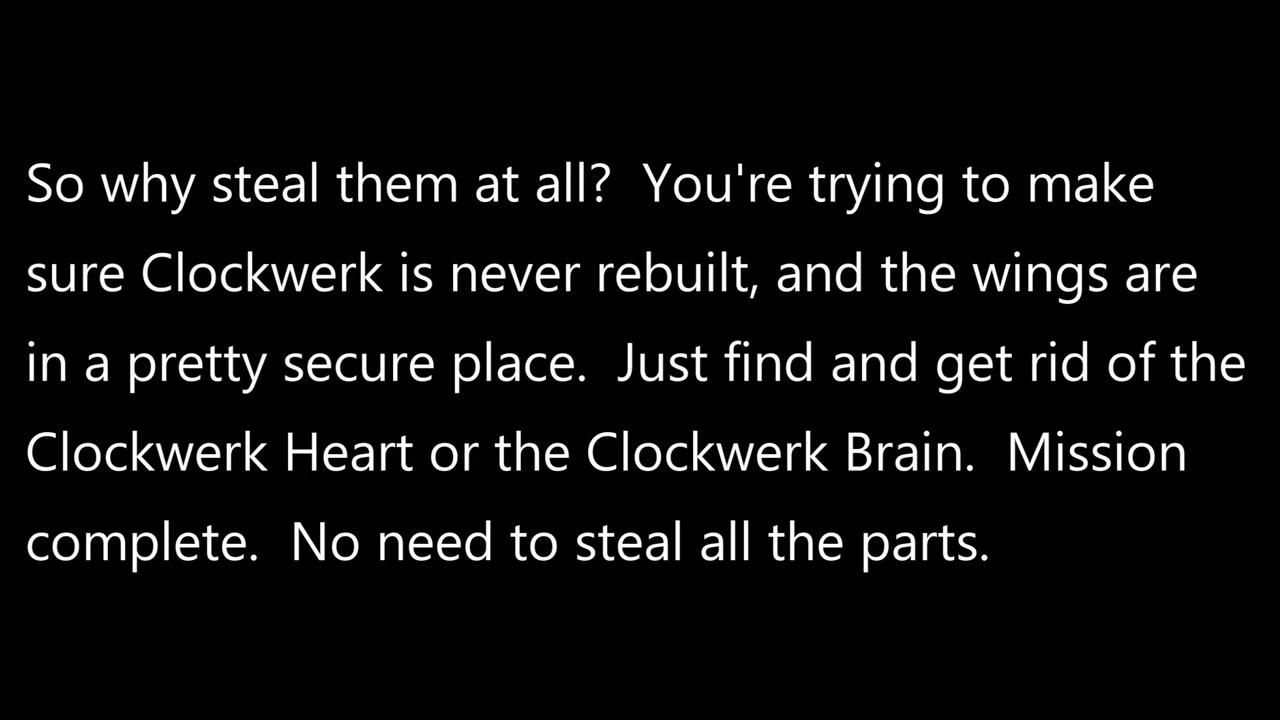 So why steal them at all?  You're trying to make
sure Clockwerk is never rebuilt, and the wings are
in a pretty secure place.  Just find and get rid of the
Clockwerk Heart or the Clockwerk Brain.  Mission
complete.  No need to steal all the parts.